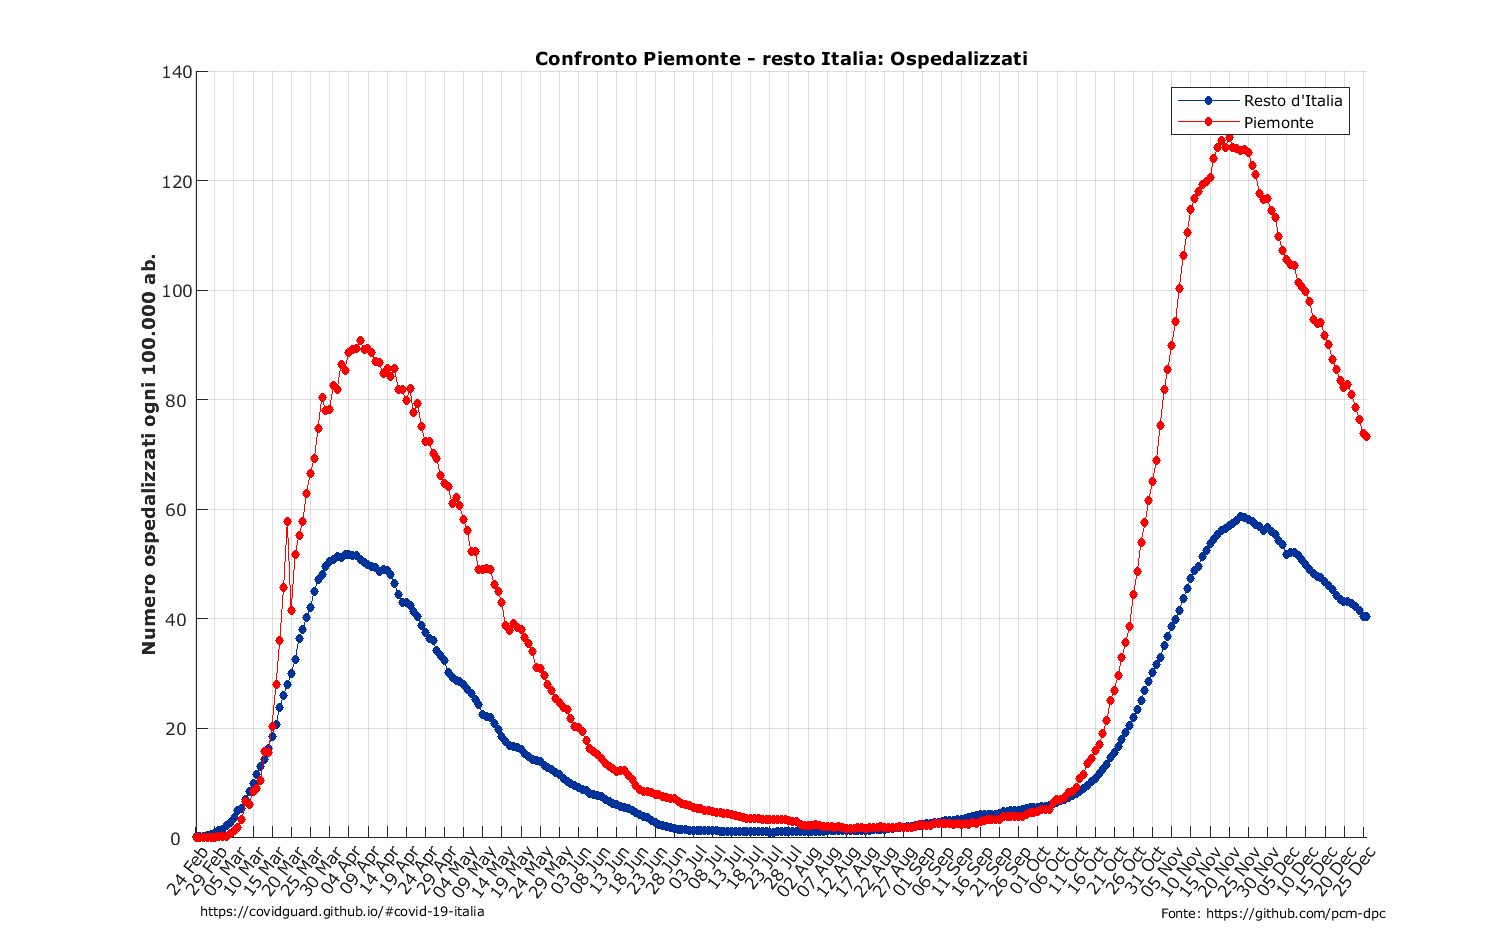 Confronto Piemonte - resto Italia: Ospedalizzati
Resto d'Italia
Piemonte
Numero ospedalizzati ogni 100.000 ab.
140
120
100
80
60
40
20
0
24 Feb
29 Feb
05 Mar
10 Mar
15 Mar
20 Mar
25 Mar
30 Mar
04 Apr
09 Apr
14 Apr
19 Apr
24 Apr
29 Apr
04 May
09 May
14 May
19 May
24 May
29 May
03 Jun
08 Jun
13 Jun
18 Jun
23 Jun
28 Jun
03 Jul
08 Jul
13 Jul
18 Jul
23 Jul
28 Jul
02 Aug
07 Aug
12 Aug
17 Aug
22 Aug
27 Aug
01 Sep
06 Sep
11 Sep
16 Sep
21 Sep
26 Sep
01 Oct
06 Oct
11 Oct
16 Oct
21 Oct
26 Oct
31 Oct
05 Nov
10 Nov
15 Nov
20 Nov
25 Nov
30 Nov
05 Dec
10 Dec
15 Dec
20 Dec
25 Dec
https://covidguard.github.io/#covid-19-italia
Fonte: https://github.com/pcm-dpc